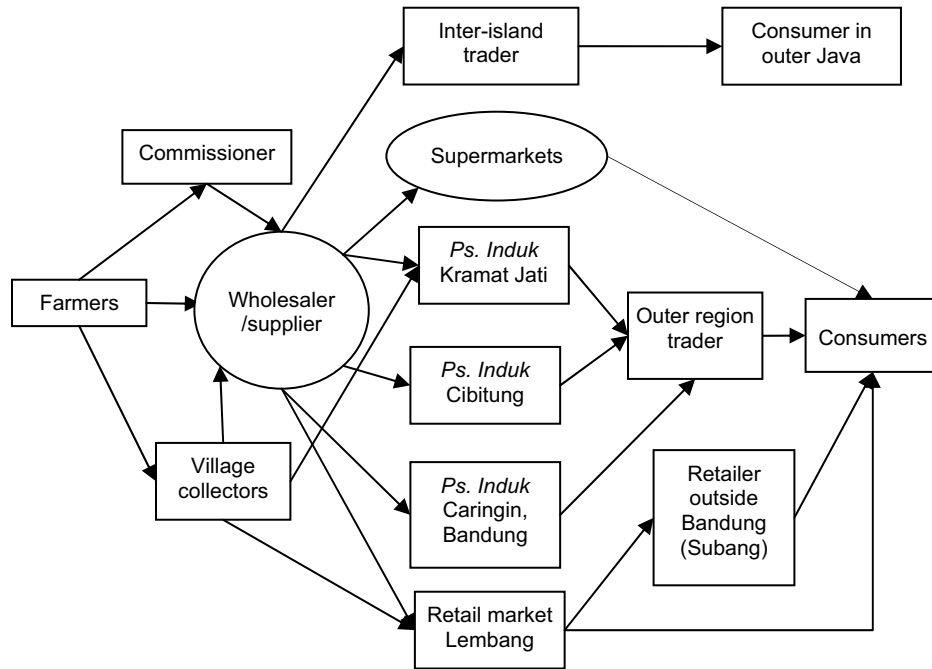 Inter-island
trader
Consumer in
outer Java
Commissioner
Supermarkets
Ps. Induk
Kramat Jati
Farmers
Wholesaler
/supplier
Outer region
trader
Consumers
Ps. Induk
Cibitung
Village
collectors
Ps. Induk
Caringin,
Bandung
Retailer
outside
Bandung
(Subang)
Retail market
Lembang